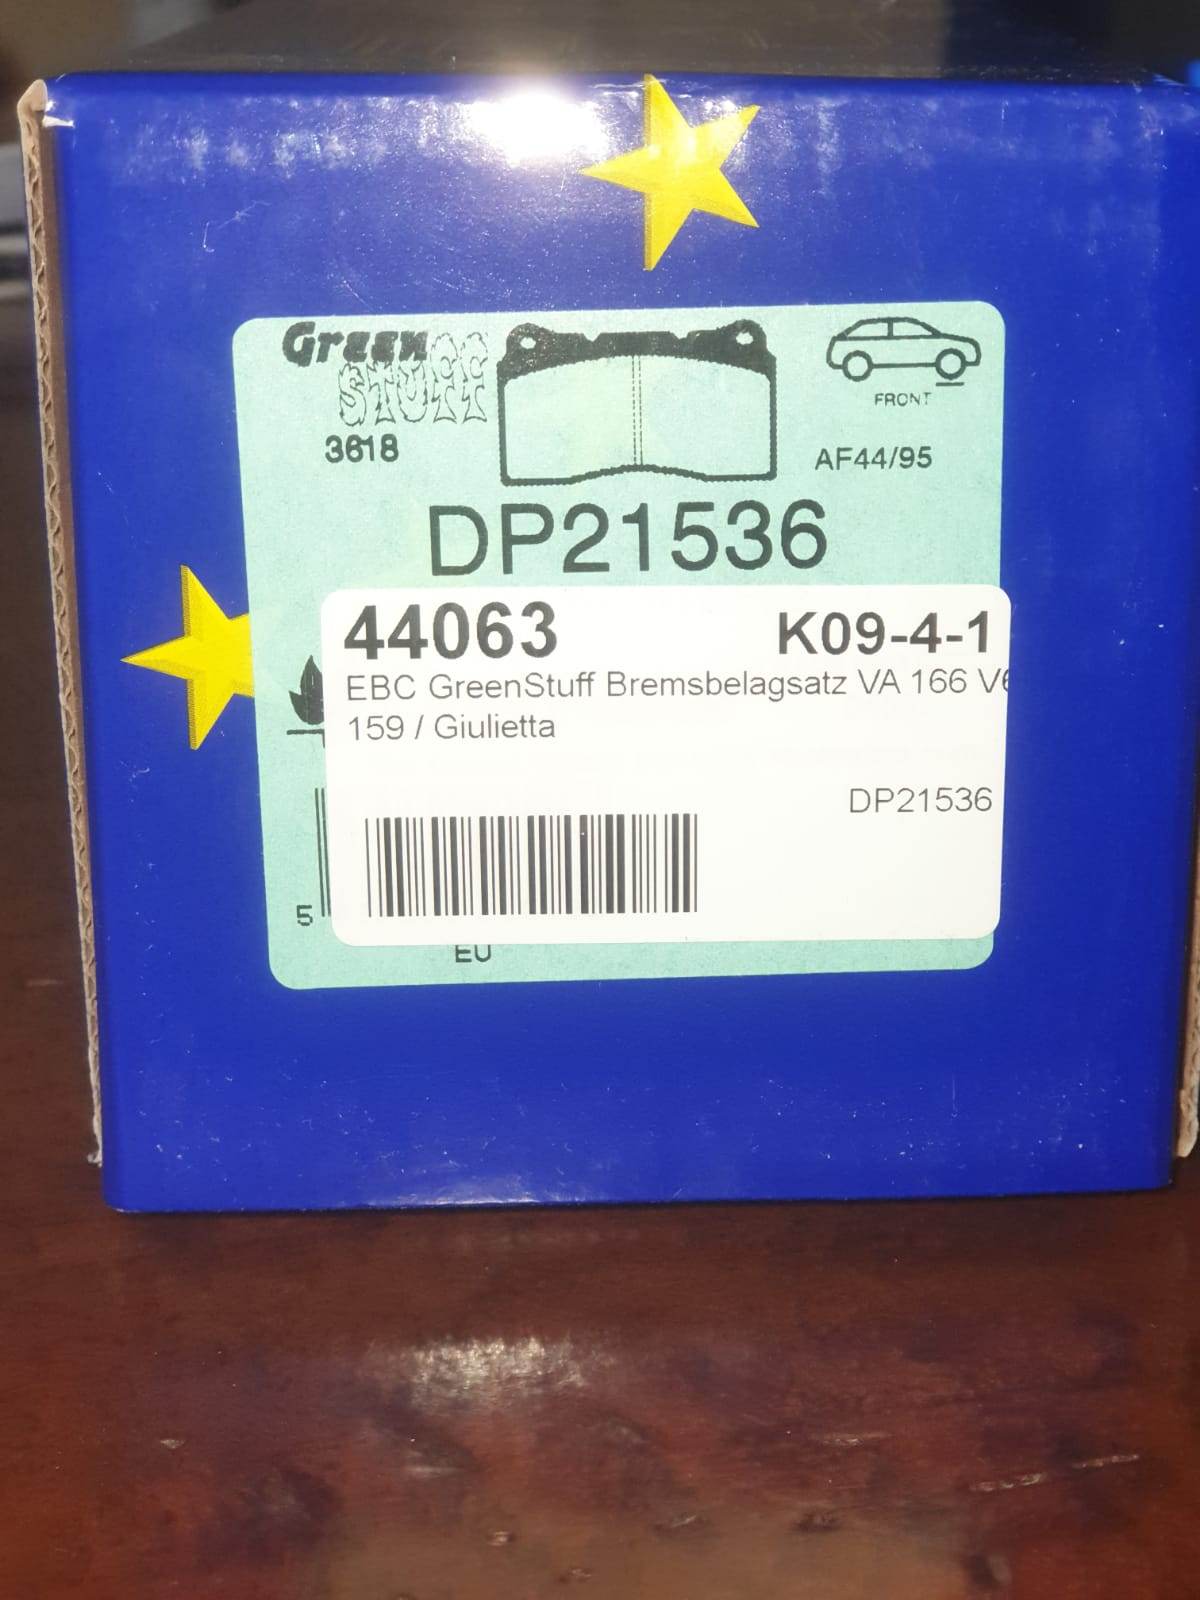 Green
STUFF
3618
FRONT
AF44/95
DP21536
44063
K09-4-1
EBC GreenStuff Bremsbelagsatz VA 166 V6
159 / Giulietta
DP21536
5
EU